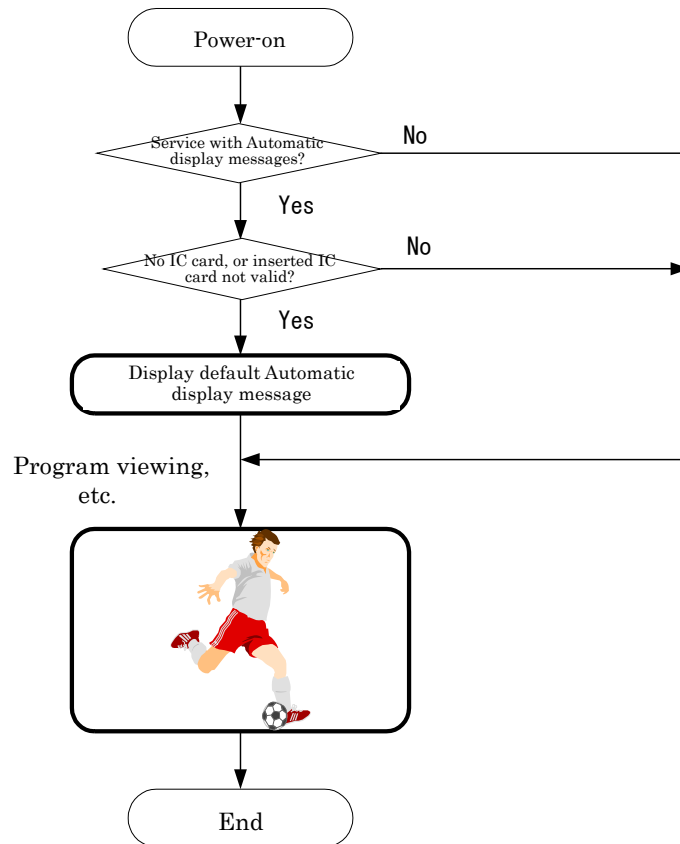 Power-on
Service with Automatic
display messages?
No
Yes
No IC card, or inserted IC
card not valid?
No
Yes
Display default Automatic
display message
Program viewing,
etc.
End